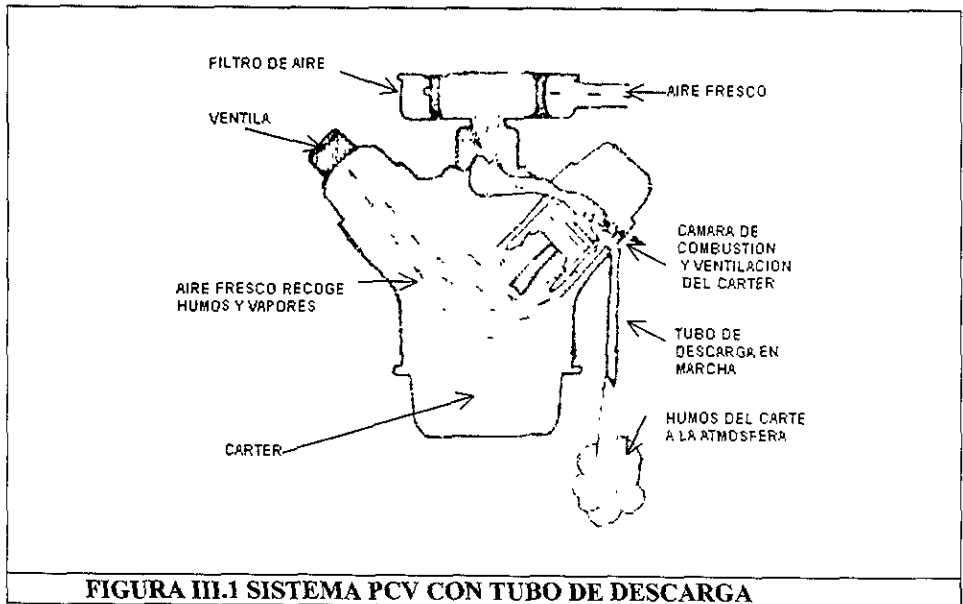 FILTRO DE AIRE
AIRE FRESCO
VENTILA
CAMARA DE
COMBUSTION
Y VENTILACION
DEL CARTER
AIRE FRESCO RECOGE
HUMOS Y VAPORES
TUBO DE
DESCARGA EN
MARCHA
HUMOS DEL CARTE
A LA ATMOSFERA
CARTER
FIGURA III.1 SISTEMA PCV CON TUBO DE DESCARGA